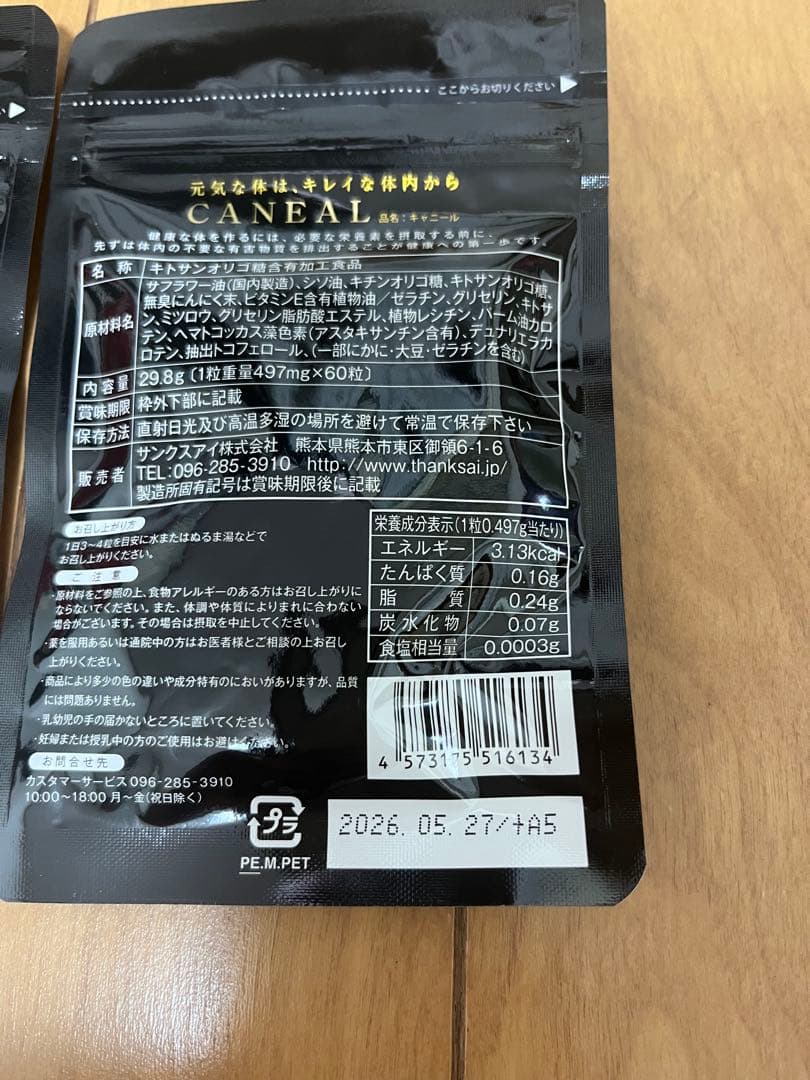 い
ここからお切りください
元気な体は、キレイな体内から
CANEAL 品名:キャニール
健康な体を作るには、必要な栄養素を摂取する前に、
先ずは体内の不要な有害物質を排出することが健康への第一歩です。
名 称 キトサンオリゴ糖含有加工食品
原材料名 サフラワー油(国内製造)、シソ油、キチンオリゴ糖、キトサンオリゴ糖、
無臭にんにく末、ビタミンE含有植物油/ゼラチン、グリセリン、キトサ
ン、ミツロウ、グリセリン脂肪酸エステル、植物レシチン、パーム油カロ
テン、ヘマトコッカス藻色素(アスタキサンチン含有)、デュナリエラカ
ロテン、抽出トコフェロール、(一部にかに・大豆・ゼラチンを含む)
内容量 29.8g〔1粒重量497mg×60粒〕
賞味期限 枠外下部に記載
保存方法 直射日光及び高温多湿の場所を避けて常温で保存下さい
販売者 サンクスアイ株式会社 熊本県熊本市東区御領6-1-6
TEL:096-285-3910 http://www.thanksai.jp/
製造所固有記号は賞味期限後に記載
お召し上がり方
1日3〜4粒を目安に水またはぬるま湯などで
お召し上がりください。
ご注意
・原材料をご参照の上、食物アレルギーのある方はお召し上がりに
ならないでください。また、体調や体質によりまれに合わない
場合がございます。その場合は摂取を中止してください。
・薬を服用あるいは通院中の方はお医者様とご相談の上お召し
上がりください。
・商品により多少の色の違いや成分特有のにおいがありますが、品質
には問題ありません。
・乳幼児の手の届かないところに置いてください。
・妊婦または授乳中の方のご使用はお避けください。
お問合せ先
カスタマーサービス 096-285-3910
10:00〜18:00 月〜金(祝日除く)
栄養成分表示(1粒0.497g当たり)
エネルギー 3.13kcal
たんぱく質 0.16g
脂 質 0.24g
炭水化物 0.07g
食塩相当量 0.0003g
4 573175 516134
プラ
PE.M.PET
2026.05.27/+A5